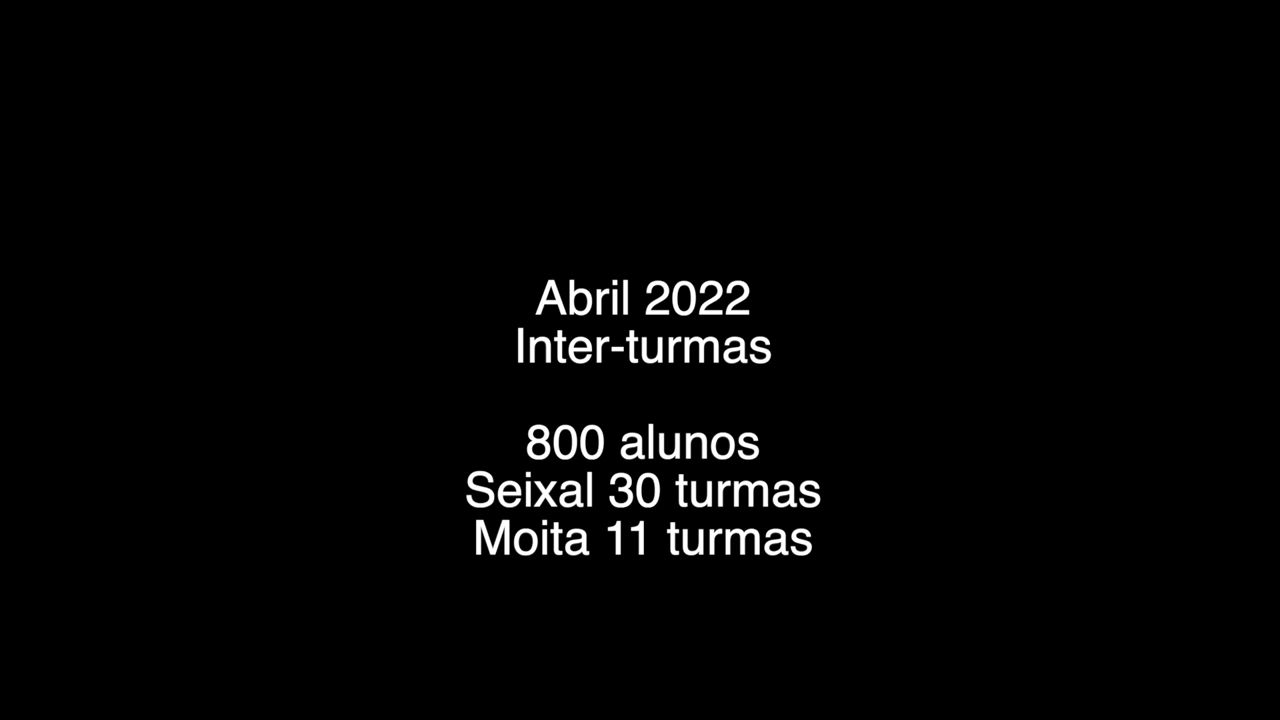 Abril 2022
Inter-turmas
800 alunos
Seixal 30 turmas
Moita 11 turmas